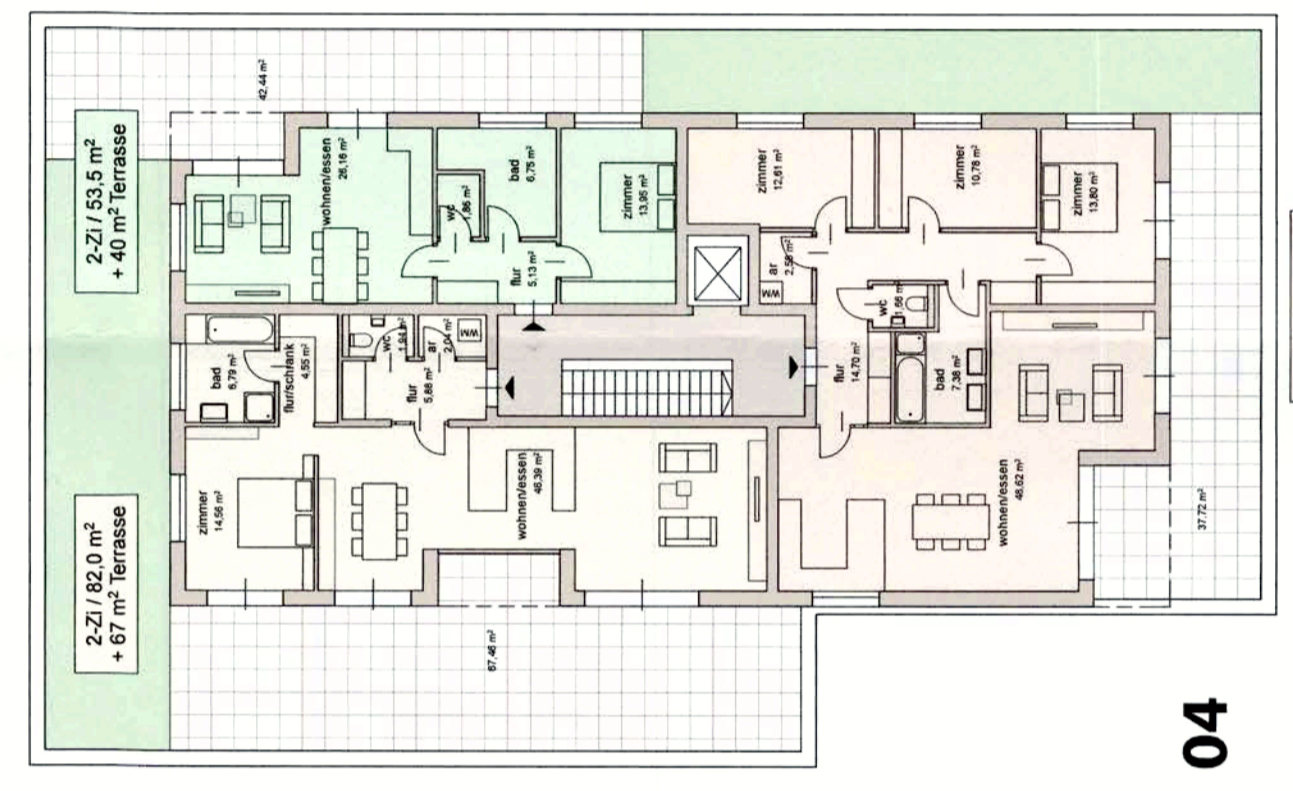 2-Zi / 53,5 m²
+ 40 m² Terrasse
2-Zi / 82,0 m²
+ 67 m² Terrasse
42,44 m²
wohnen/essen
26,16 m²
wc
1,86 m²
bad
6,75 m²
flur
5,13 m²
zimmer
13,95 m²
zimmer
12,61 m²
zimmer
10,78 m²
zimmer
13,80 m²
ar
WM
wc
1,66 m²
flur
14,70 m²
bad
7,38 m²
wohnen/essen
48,62 m²
37,72 m²
bad
6,79 m²
flur/schrank
4,55 m²
wc
1,94 m²
ar
2,04 m²
WM
flur
5,88 m²
zimmer
14,56 m²
wohnen/essen
46,39 m²
67,46 m²
04